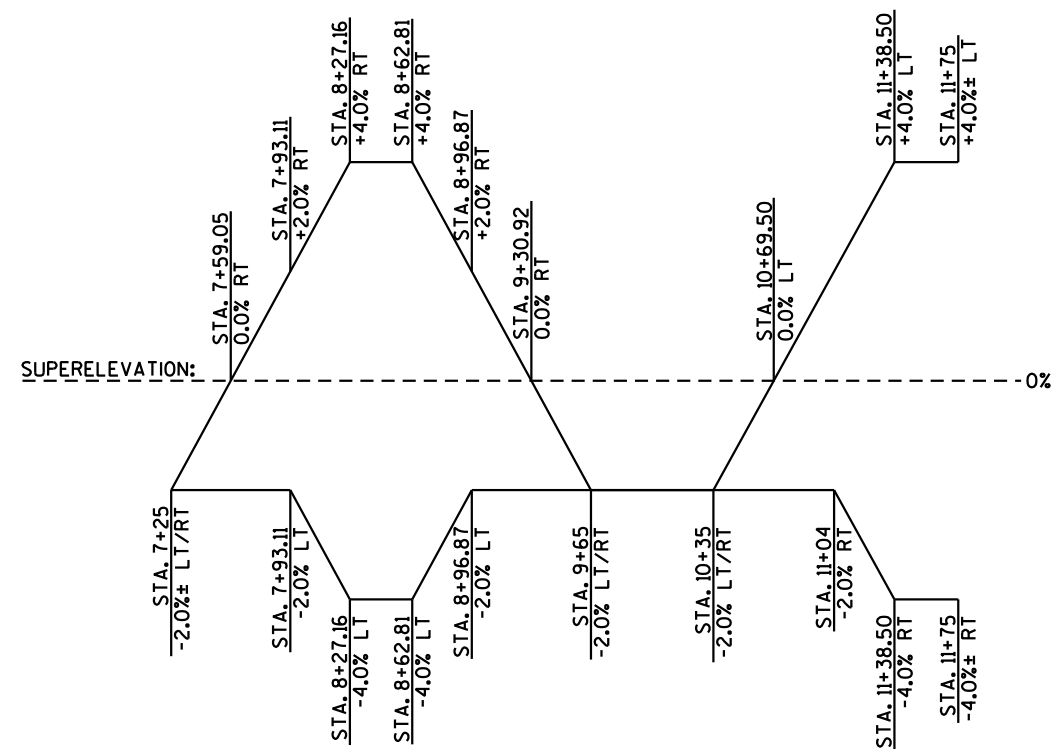 STA. 8+27.16
+4.0% RT
STA. 8+62.81
+4.0% RT
STA. 11+38.50
+4.0% LT
STA. 11+75
+4.0%± LT
STA. 7+93.11
+2.0% RT
STA. 8+96.87
+2.0% RT
STA. 7+59.05
0.0% RT
STA. 9+30.92
0.0% RT
STA. 10+69.50
0.0% LT
SUPERELEVATION:
0%
STA. 7+25
-2.0%± LT/RT
STA. 7+93.11
-2.0% LT
STA. 8+27.16
-4.0% LT
STA. 8+62.81
-4.0% LT
STA. 8+96.87
-2.0% LT
STA. 9+65
-2.0% LT/RT
STA. 10+35
-2.0% LT/RT
STA. 11+04
-2.0% RT
STA. 11+38.50
-4.0% RT
STA. 11+75
-4.0%± RT